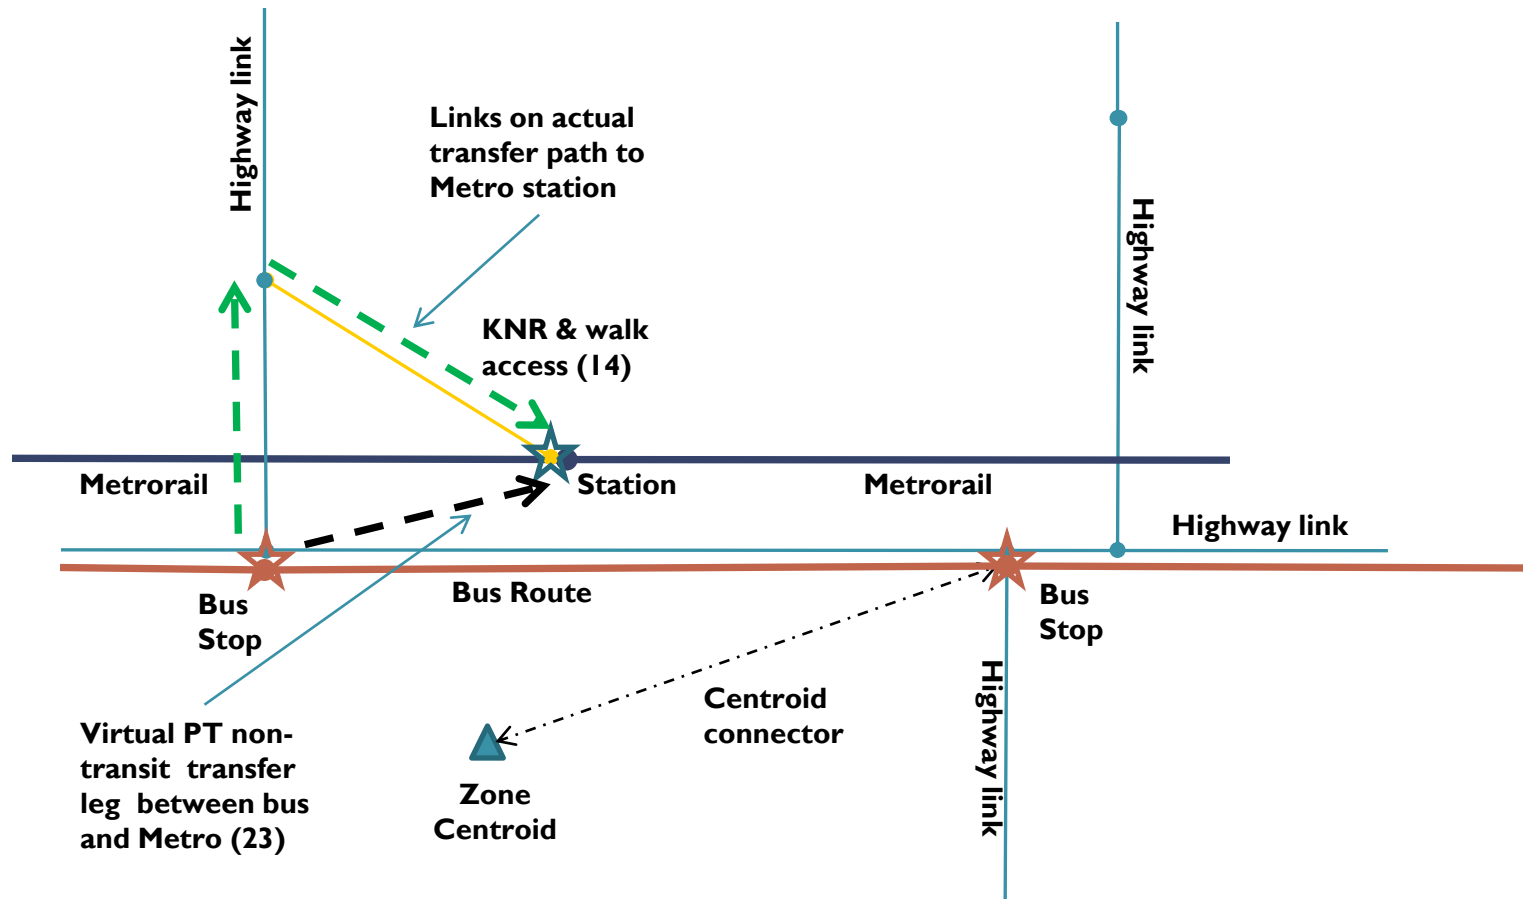 Highway link
Links on actual
transfer path to
Metro station
Highway link
KNR & walk
access (14)
Metrorail
Station
Metrorail
Highway link
Bus
Stop
Bus Route
Bus
Stop
Highway link
Centroid
connector
Virtual PT non-
transit transfer
leg between bus
and Metro (23)
Zone
Centroid